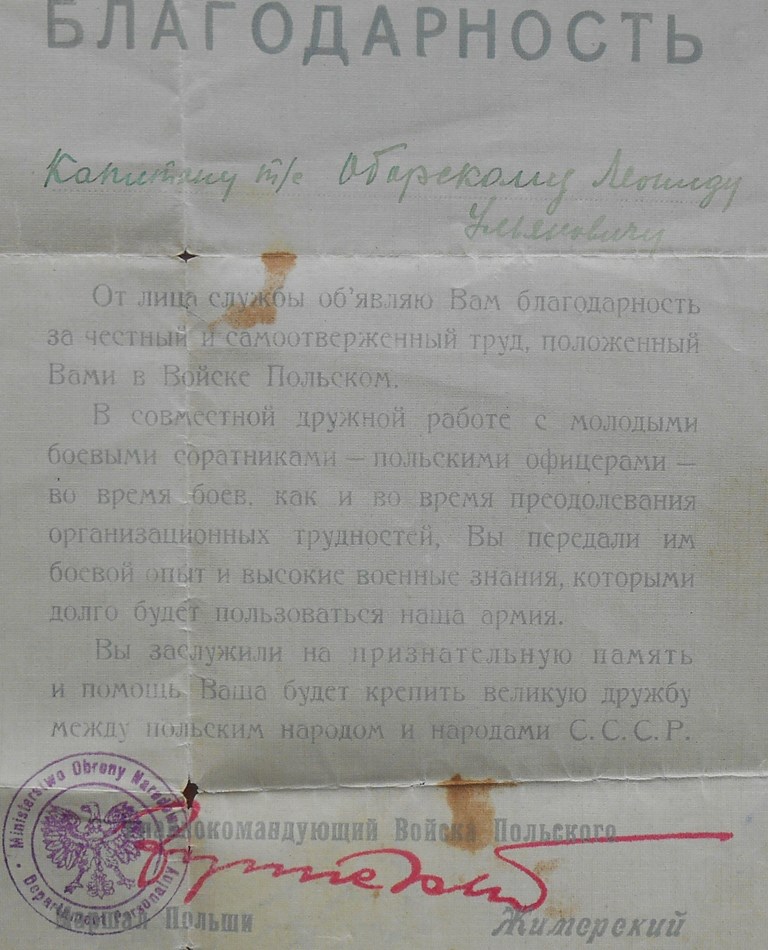 БЛАГОДАРНОСТЬ
Капитану т/с Обарскому Леониду
Ульяновичу
От лица службы об'являю Вам благодарность
за честный и самоотверженный труд, положенный
Вами в Войске Польском.
В совместной дружной работе с молодыми
боевыми соратниками — польскими офицерами —
во время боев, как и во время преодолевания
организационных трудностей, Вы передали им
боевой опыт и высокие военные знания, которыми
долго будет пользоваться наша армия.
Вы заслужили на признательную память
и помощь Ваша будет крепить великую дружбу
между польским народом и народами С.С.С.Р.
Ministerstwo Obrony Narodowej
Departament Personalny
Главнокомандующий Войска Польского
Маршал Польши Жимерский